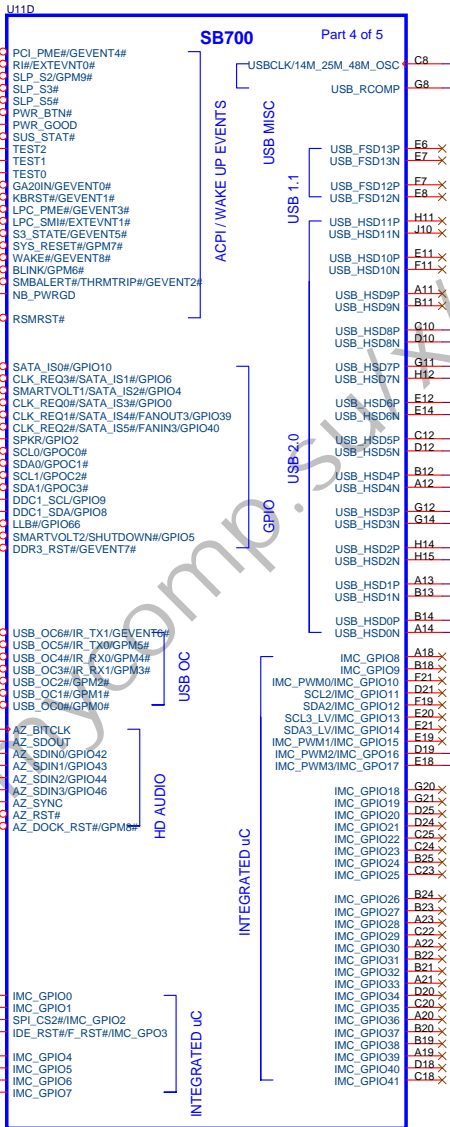 U11D
SB700
Part 4 of 5
PCI_PME#/GEVENT4#
RI#/EXTEVNT0#
SLP_S2/GPM9#
SLP_S3#
SLP_S5#
PWR_BTN#
PWR_GOOD
SUS_STAT#
TEST2
TEST1
TEST0
GA20IN/GEVENT0#
KBRST#/GEVENT1#
LPC_PME#/GEVENT3#
LPC_SMI#/EXTEVNT1#
S3_STATE/GEVENT5#
SYS_RESET#/GPM7#
WAKE#/GEVENT8#
BLINK/GPM6#
SMBALERT#/THRMTRIP#/GEVENT2#
NB_PWRGD
RSMRST#
ACPI / WAKE UP EVENTS
SATA_IS0#/GPIO10
CLK_REQ3#/SATA_IS1#/GPIO6
SMARTVOLT1/SATA_IS2#/GPIO4
CLK_REQ0#/SATA_IS3#/GPIO0
CLK_REQ1#/SATA_IS4#/FANOUT3/GPIO39
CLK_REQ2#/SATA_IS5#/FANIN3/GPIO40
SPKR/GPIO2
SCL0/GPOC0#
SDA0/GPOC1#
SCL1/GPOC2#
SDA1/GPOC3#
DDC1_SCL/GPIO9
DDC1_SDA/GPIO8
LLB#/GPIO66
SMARTVOLT2/SHUTDOWN#/GPIO5
DDR3_RST#/GEVENT7#
GPIO
USB_OC6#/IR_TX1/GEVENT6#
USB_OC5#/IR_TX0/GPM5#
USB_OC4#/IR_RX0/GPM4#
USB_OC3#/IR_RX1/GPM3#
USB_OC2#/GPM2#
USB_OC1#/GPM1#
USB_OC0#/GPM0#
USB OC
AZ_BITCLK
AZ_SDOUT
AZ_SDIN0/GPIO42
AZ_SDIN1/GPIO43
AZ_SDIN2/GPIO44
AZ_SDIN3/GPIO46
AZ_SYNC
AZ_RST#
AZ_DOCK_RST#/GPM8#
HD AUDIO
IMC_GPIO0
IMC_GPIO1
SPI_CS2#/IMC_GPIO2
IDE_RST#/F_RST#/IMC_GPO3
IMC_GPIO4
IMC_GPIO5
IMC_GPIO6
IMC_GPIO7
INTEGRATED uC
USBCLK/14M_25M_48M_OSC C8
USB_RCOMP G8
USB MISC
USB_FSD13P E6
USB_FSD13N E7
USB_FSD12P F7
USB_FSD12N E8
USB 1.1
USB_HSD11P H11
USB_HSD11N J10
USB_HSD10P E11
USB_HSD10N F11
USB_HSD9P A11
USB_HSD9N B11
USB_HSD8P C10
USB_HSD8N D10
USB_HSD7P G11
USB_HSD7N H12
USB_HSD6P E12
USB_HSD6N E14
USB_HSD5P C12
USB_HSD5N D12
USB_HSD4P B12
USB_HSD4N A12
USB_HSD3P G12
USB_HSD3N G14
USB_HSD2P H14
USB_HSD2N H15
USB_HSD1P A13
USB_HSD1N B13
USB_HSD0P B14
USB_HSD0N A14
USB 2.0
IMC_GPIO8 A18
IMC_GPIO9 B18
IMC_PWM0/IMC_GPIO10 F21
SCL2/IMC_GPIO11 D21
SDA2/IMC_GPIO12 F19
SCL3_LV/IMC_GPIO13 E20
SDA3_LV/IMC_GPIO14 E21
IMC_PWM1/IMC_GPIO15 E19
IMC_PWM2/IMC_GPO16 D19
IMC_PWM3/IMC_GPO17 E18
IMC_GPIO18 G20
IMC_GPIO19 G21
IMC_GPIO20 D25
IMC_GPIO21 D24
IMC_GPIO22 C25
IMC_GPIO23 C24
IMC_GPIO24 B25
IMC_GPIO25 C23
IMC_GPIO26 B24
IMC_GPIO27 B23
IMC_GPIO28 A23
IMC_GPIO29 C22
IMC_GPIO30 A22
IMC_GPIO31 B22
IMC_GPIO32 B21
IMC_GPIO33 A21
IMC_GPIO34 D20
IMC_GPIO35 C20
IMC_GPIO36 A20
IMC_GPIO37 B20
IMC_GPIO38 B19
IMC_GPIO39 A19
IMC_GPIO40 D18
IMC_GPIO41 C18
INTEGRATED uC
mycomp.su/x/